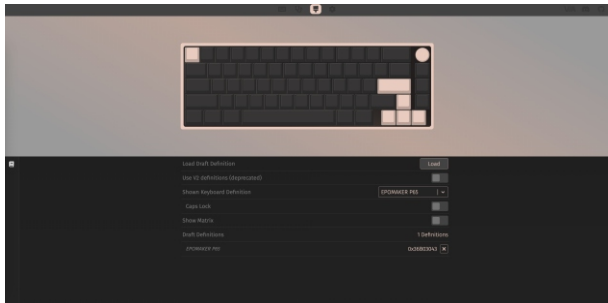 Load Draft Definition
Load
Use V2 definitions (deprecated)
Shown Keyboard Definition
EPOMAKER P65
Caps Lock
Show Matrix
Draft Definitions
1 Definitions
EPOMAKER P65
0x36B03043